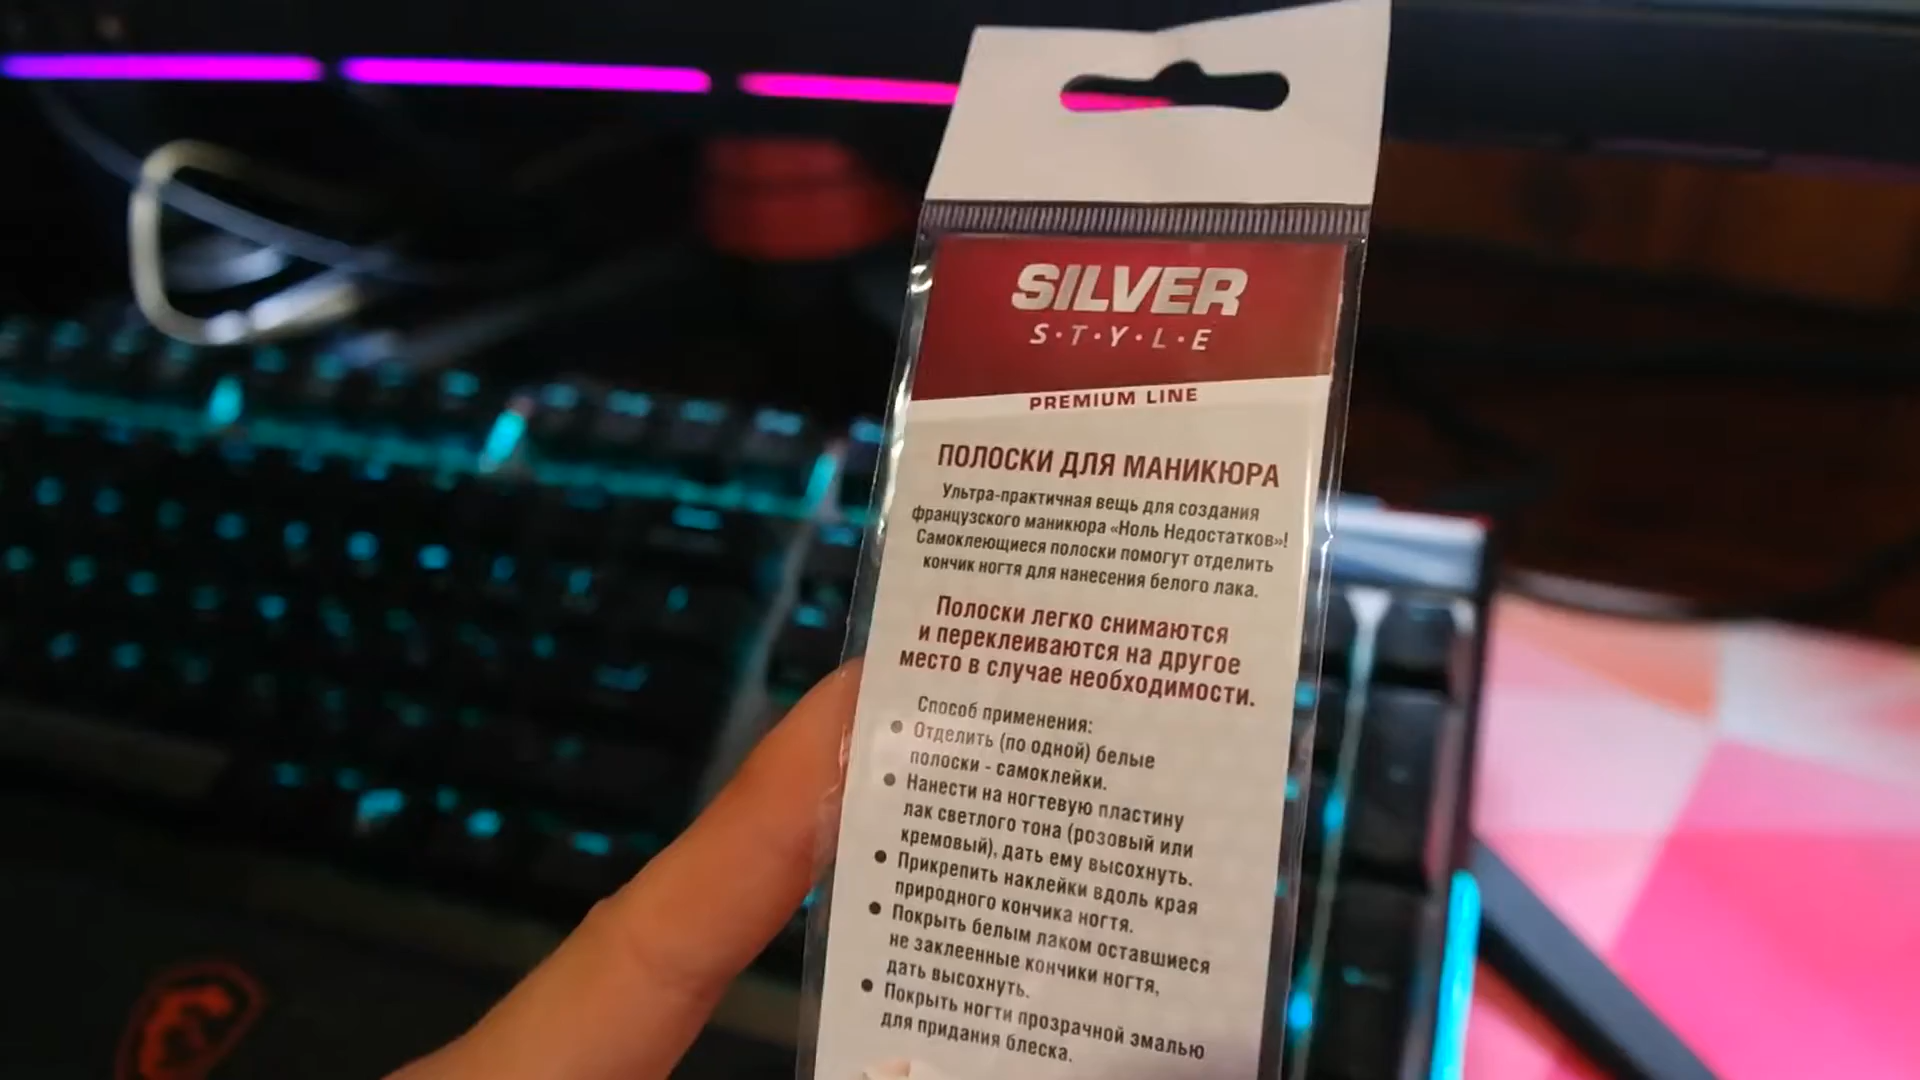 SILVER
S·T·Y·L·E
PREMIUM LINE
ПОЛОСКИ ДЛЯ МАНИКЮРА
Ультра-практичная вещь для создания
французского маникюра «Ноль Недостатков»!
Самоклеющиеся полоски помогут отделить
кончик ногтя для нанесения белого лака.
Полоски легко снимаются
и переклеиваются на другое
место в случае необходимости.
Способ применения:
● Отделить (по одной) белые
полоски - самоклейки.
● Нанести на ногтевую пластину
лак светлого тона (розовый или
кремовый), дать ему высохнуть.
● Прикрепить наклейки вдоль края
природного кончика ногтя.
● Покрыть белым лаком оставшиеся
не заклеенные кончики ногтя,
дать высохнуть.
● Покрыть ногти прозрачной эмалью
для придания блеска.